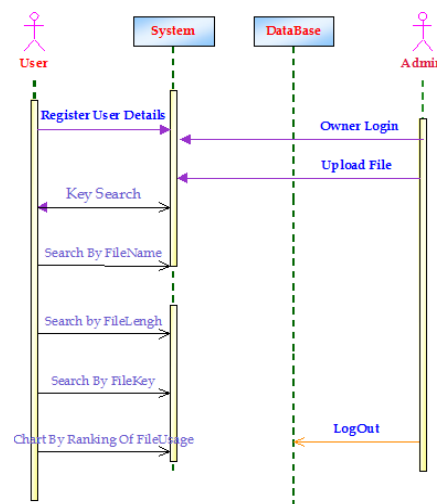 System
DataBase
User
Admin
Register User Details
Owner Login
Upload File
Key Search
Search By FileName
Search by FileLengh
Search By FileKey
LogOut
Chart By Ranking Of FileUsage